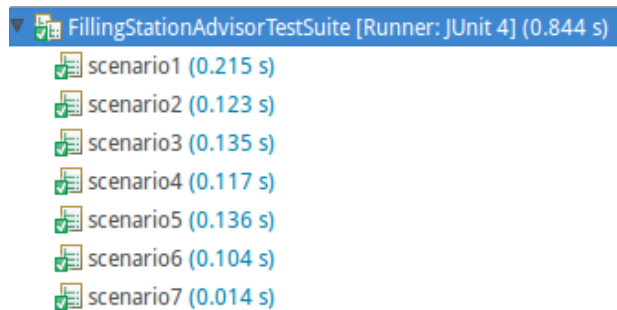 FillingStationAdvisorTestSuite [Runner: JUnit 4] (0.844 s)
scenario1 (0.215 s)
scenario2 (0.123 s)
scenario3 (0.135 s)
scenario4 (0.117 s)
scenario5 (0.136 s)
scenario6 (0.104 s)
scenario7 (0.014 s)